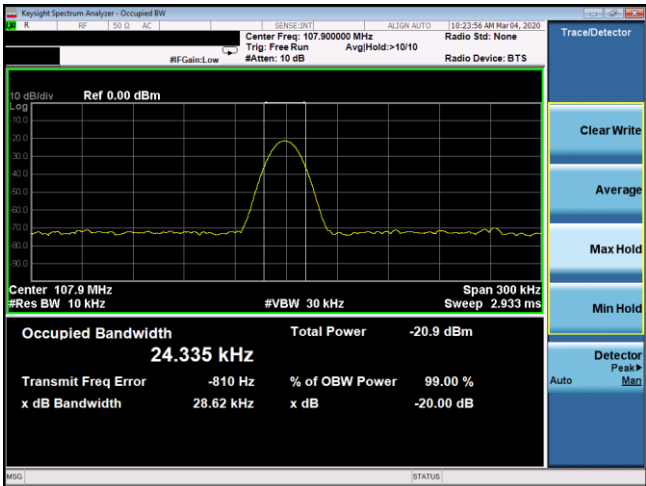 Keysight Spectrum Analyzer - Occupied BW
R RF 50 Ω AC SENSE:INT ALIGN AUTO 10:23:56 AM Mar 04, 2020
Center Freq: 107.900000 MHz Radio Std: None
Trig: Free Run Avg|Hold:>10/10
#IFGain:Low #Atten: 10 dB Radio Device: BTS
Trace/Detector
10 dB/div Ref 0.00 dBm
Log
-10.0
-20.0
-30.0
-40.0
-50.0
-60.0
-70.0
-80.0
-90.0
Center 107.9 MHz Span 300 kHz
#Res BW 10 kHz #VBW 30 kHz Sweep 2.933 ms
Occupied Bandwidth Total Power -20.9 dBm
24.335 kHz
Transmit Freq Error -810 Hz % of OBW Power 99.00 %
x dB Bandwidth 28.62 kHz x dB -20.00 dB
Clear Write
Average
Max Hold
Min Hold
Detector
Peak▶
Auto Man
MSG STATUS